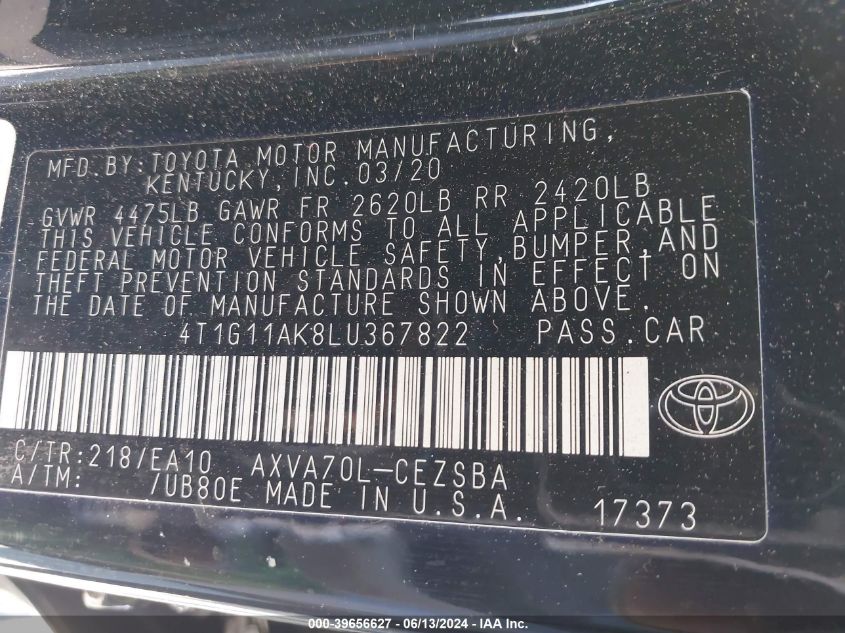 MFD.BY:TOYOTA MOTOR MANUFACTURING,
KENTUCKY,INC.03/20
GVWR 4475LB GAWR FR 2620LB RR 2420LB
THIS VEHICLE CONFORMS TO ALL APPLICABLE
FEDERAL MOTOR VEHICLE SAFETY,BUMPER,AND
THEFT PREVENTION STANDARDS IN EFFECT ON
THE DATE OF MANUFACTURE SHOWN ABOVE.
4T1G11AK8LU367822 PASS.CAR
C/TR:218/EA10 AXVA70L-CEZSBA
A/TM: /UB80E MADE IN U.S.A. 17373
000-39656627 - 06/13/2024 - IAAI.com